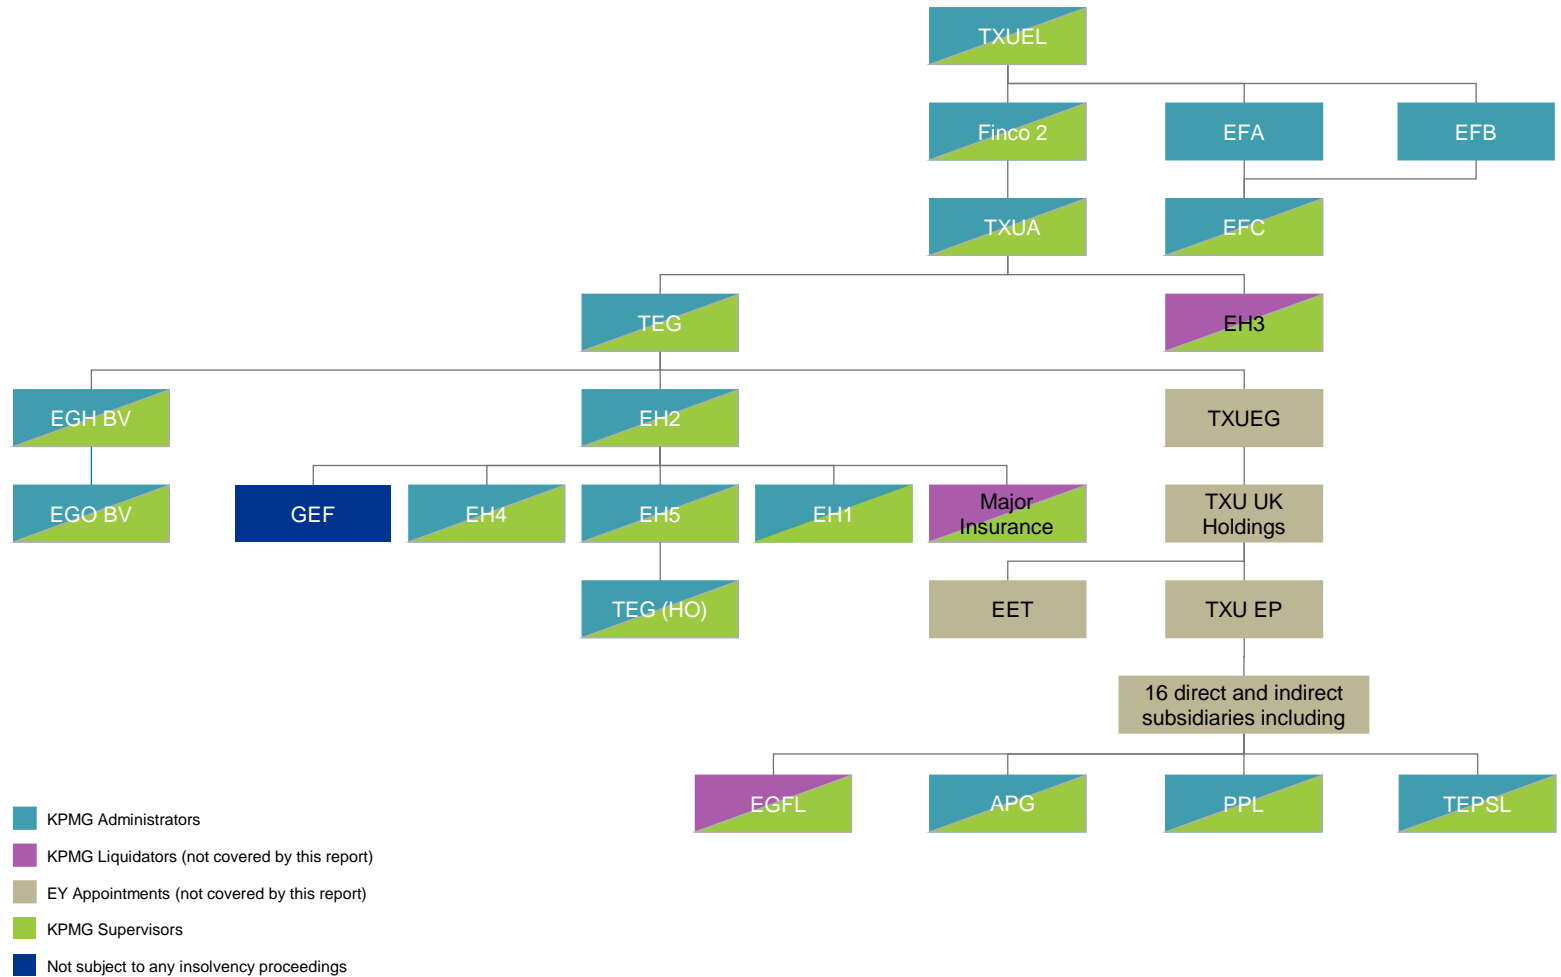 TXUEL
Finco 2
EFA
EFB
TXUA
EFC
TEG
EH3
EGH BV
EH2
TXUEG
EGO BV
GEF
EH4
EH5
EH1
Major
Insurance
TXU UK
Holdings
TEG (HO)
EET
TXU EP
16 direct and indirect
subsidiaries including
EGFL
APG
PPL
TEPSL
KPMG Administrators
KPMG Liquidators (not covered by this report)
EY Appointments (not covered by this report)
KPMG Supervisors
Not subject to any insolvency proceedings